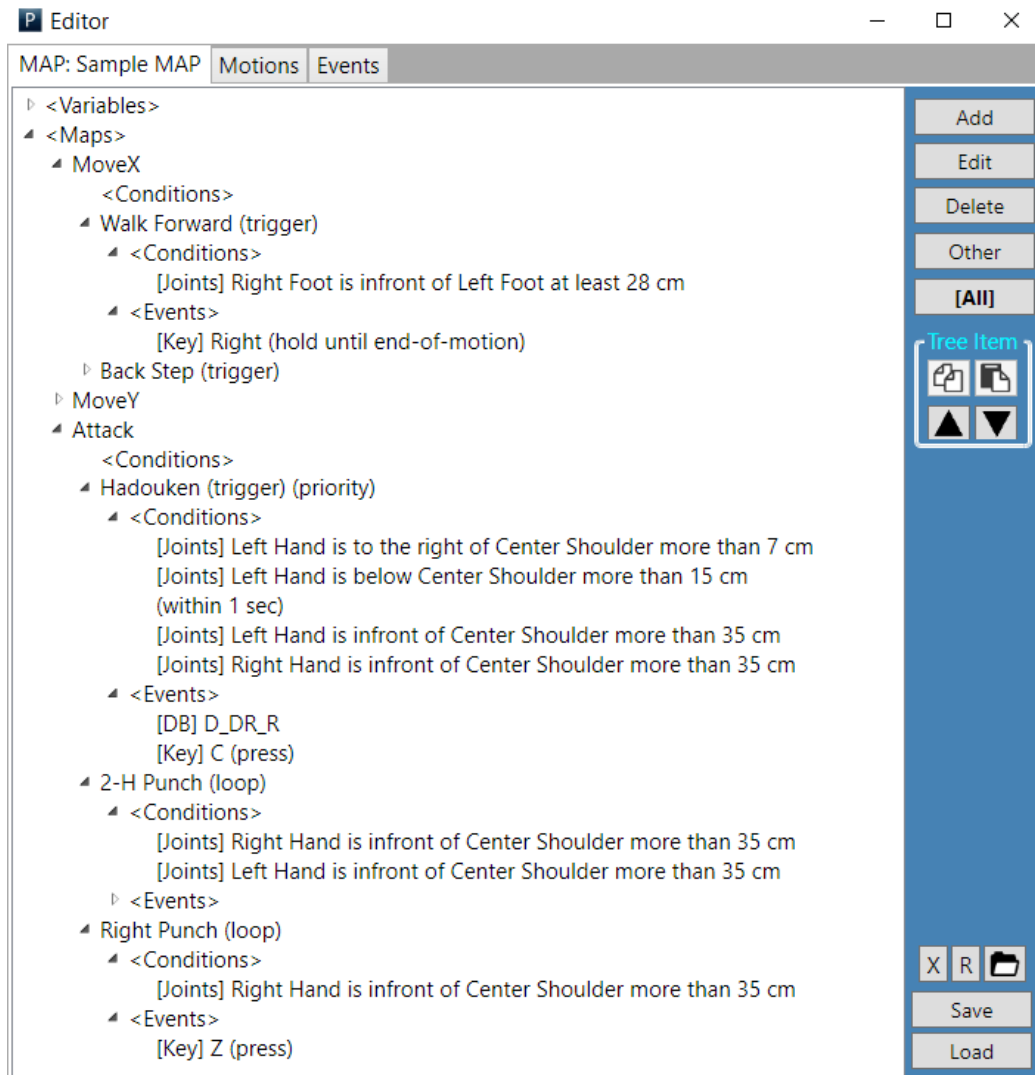 P Editor
MAP: Sample MAP Motions Events
<Variables>
<Maps>
MoveX
<Conditions>
Walk Forward (trigger)
<Conditions>
[Joints] Right Foot is infront of Left Foot at least 28 cm
<Events>
[Key] Right (hold until end-of-motion)
Back Step (trigger)
MoveY
Attack
<Conditions>
Hadouken (trigger) (priority)
<Conditions>
[Joints] Left Hand is to the right of Center Shoulder more than 7 cm
[Joints] Left Hand is below Center Shoulder more than 15 cm
(within 1 sec)
[Joints] Left Hand is infront of Center Shoulder more than 35 cm
[Joints] Right Hand is infront of Center Shoulder more than 35 cm
<Events>
[DB] D_DR_R
[Key] C (press)
2-H Punch (loop)
<Conditions>
[Joints] Right Hand is infront of Center Shoulder more than 35 cm
[Joints] Left Hand is infront of Center Shoulder more than 35 cm
<Events>
Right Punch (loop)
<Conditions>
[Joints] Right Hand is infront of Center Shoulder more than 35 cm
<Events>
[Key] Z (press)
Add
Edit
Delete
Other
[All]
Tree Item
X R
Save
Load